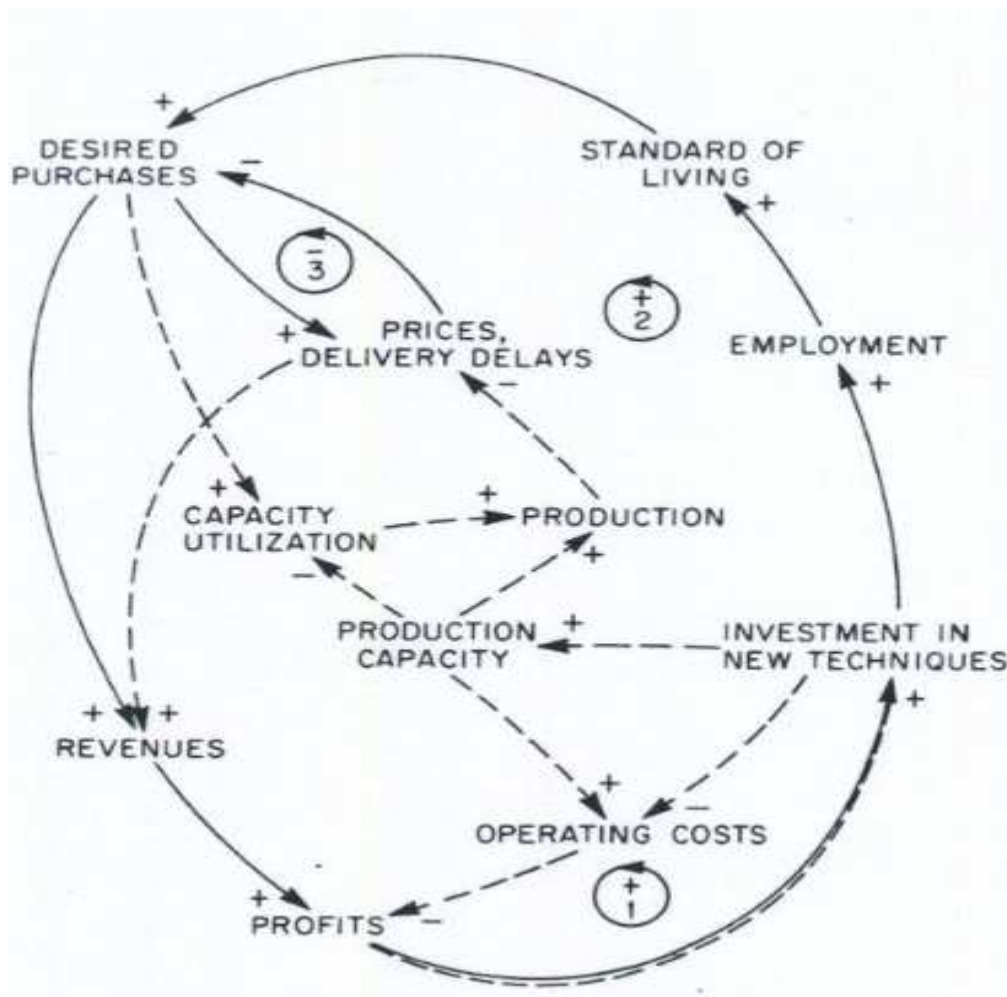 +
DESIRED
PURCHASES
−
STANDARD OF
LIVING
+
−
3
+
2
+
PRICES,
DELIVERY DELAYS
−
EMPLOYMENT
+
+
CAPACITY
UTILIZATION
−
+
PRODUCTION
+
PRODUCTION
CAPACITY
+
INVESTMENT IN
NEW TECHNIQUES
+
+ +
REVENUES
+
−
OPERATING COSTS
+
1
+
PROFITS
−